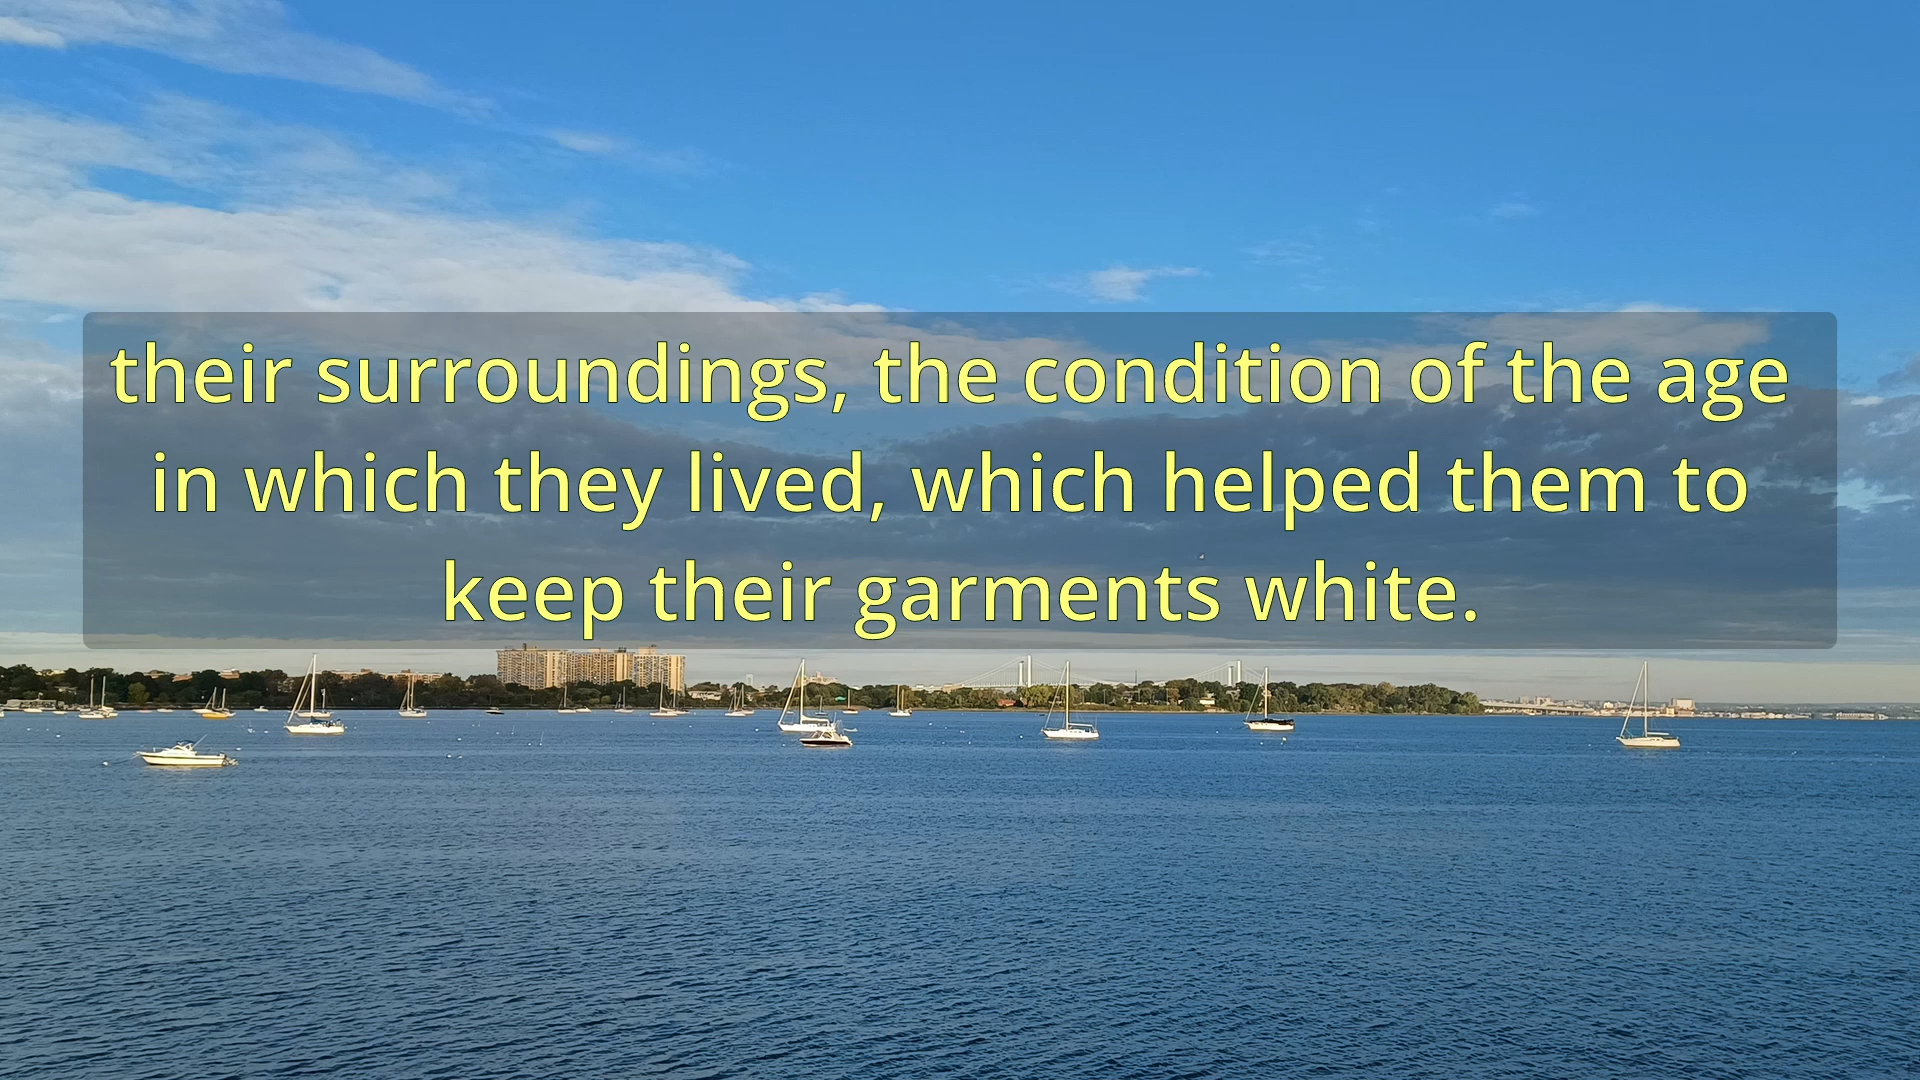 their surroundings, the condition of the age
in which they lived, which helped them to
keep their garments white.